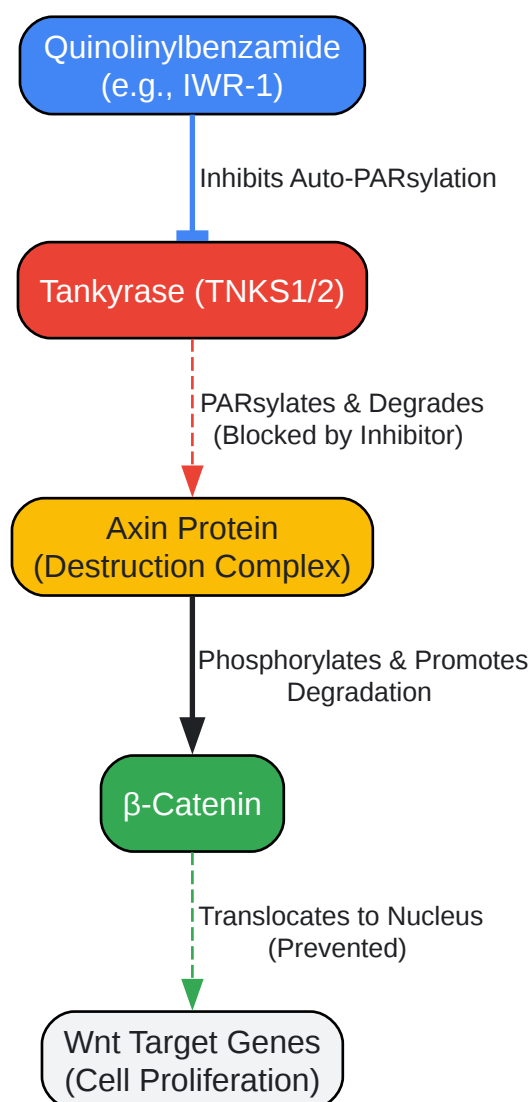 Quinolinylbenzamide
(e.g., IWR-1)
Inhibits Auto-PARsylation
Tankyrase (TNKS1/2)
PARsylates & Degrades
(Blocked by Inhibitor)
Axin Protein
(Destruction Complex)
Phosphorylates & Promotes
Degradation
β-Catenin
Translocates to Nucleus
(Prevented)
Wnt Target Genes
(Cell Proliferation)